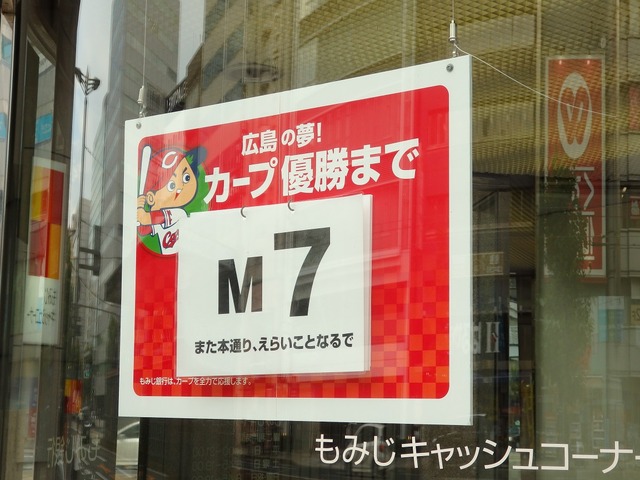 広島の夢!
カープ優勝まで
M7
また本通り、えらいことなるで
もみじ銀行は、カープを全力で応援します。
もみじキャッシュコーナー